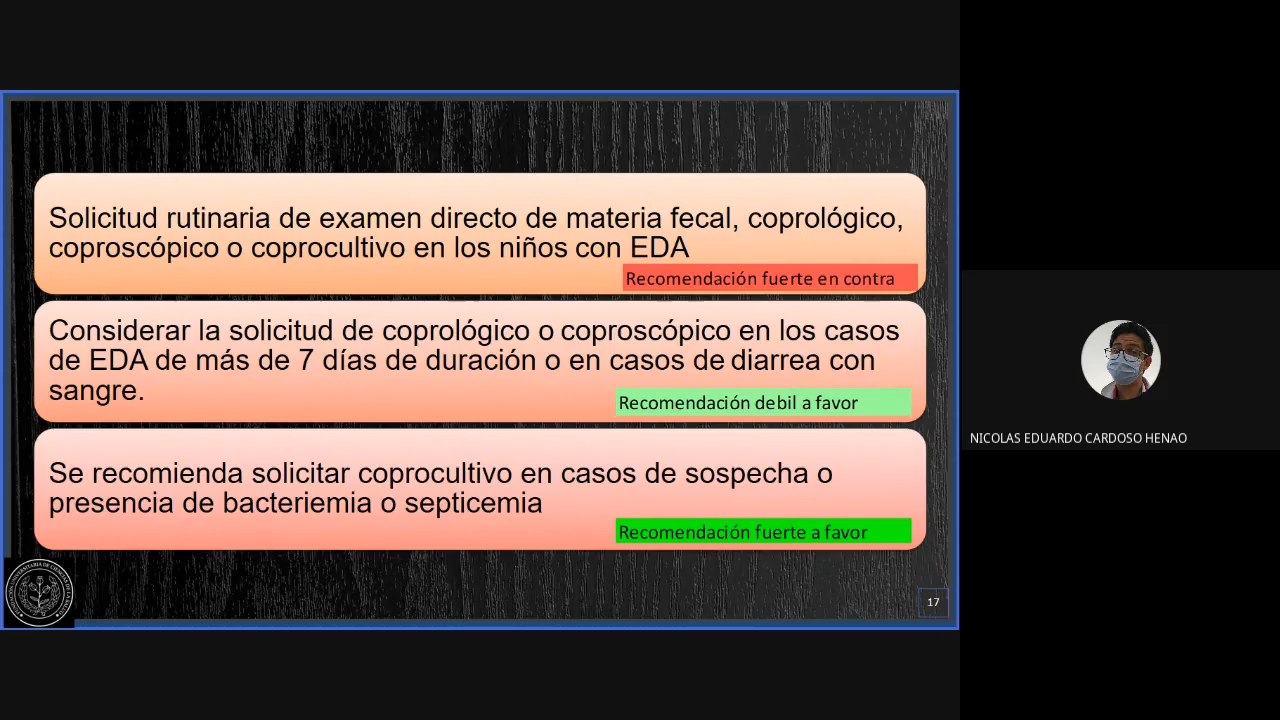 Solicitud rutinaria de examen directo de materia fecal, coprológico,
coproscópico o coprocultivo en los niños con EDA
Recomendación fuerte en contra
Considerar la solicitud de coprológico o coproscópico en los casos
de EDA de más de 7 días de duración o en casos de diarrea con
sangre.
Recomendación debil a favor
Se recomienda solicitar coprocultivo en casos de sospecha o
presencia de bacteriemia o septicemia
Recomendación fuerte a favor
17
NICOLAS EDUARDO CARDOSO HENAO